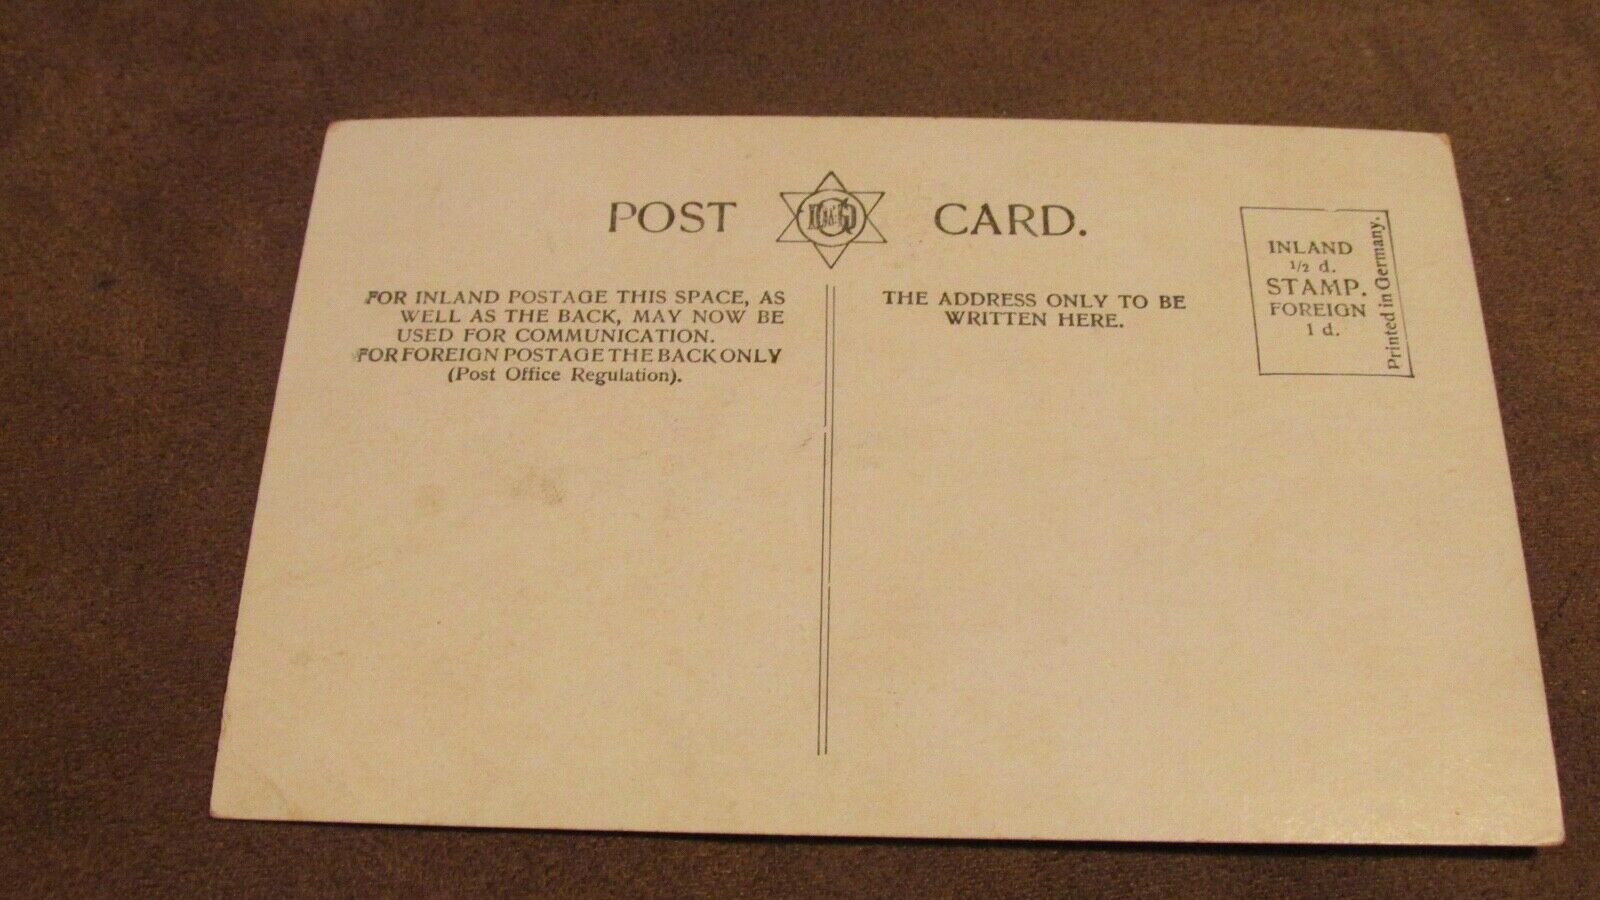 POST CARD.
FOR INLAND POSTAGE THIS SPACE, AS
WELL AS THE BACK, MAY NOW BE
USED FOR COMMUNICATION.
FOR FOREIGN POSTAGE THE BACK ONLY
(Post Office Regulation).
THE ADDRESS ONLY TO BE
WRITTEN HERE.
INLAND
1/2 d.
STAMP.
FOREIGN
1 d.
Printed in Germany.